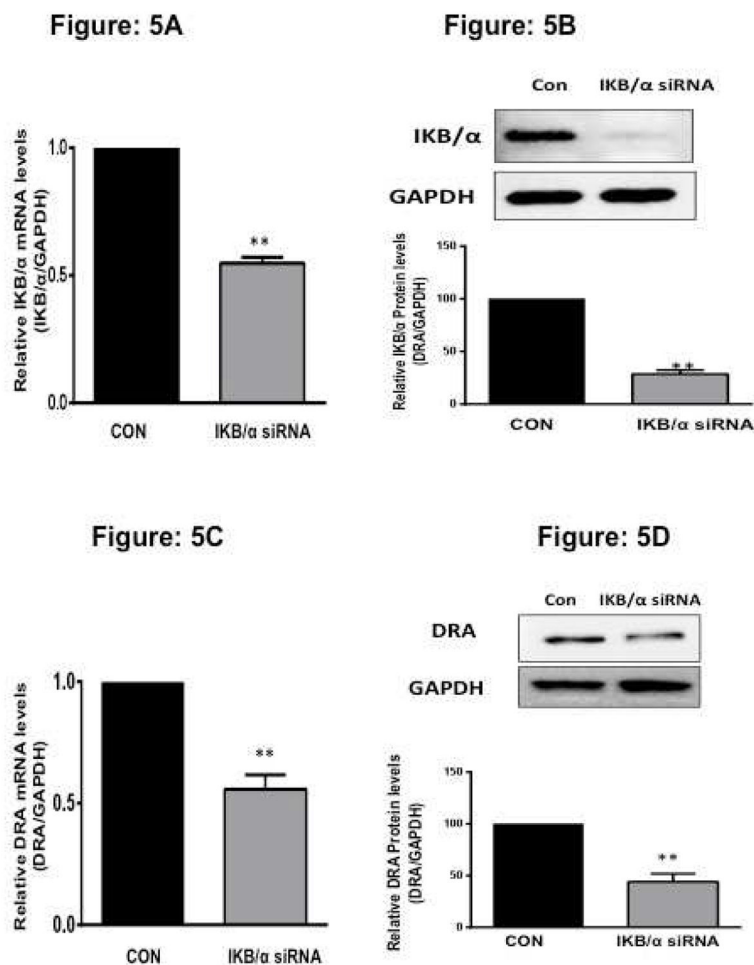 Figure: 5A
Relative IKB/α mRNA levels
(IKB/α/GAPDH)
1.0
0.5
0.0
**
CON
IKB/α siRNA
Figure: 5B
Con
IKB/α siRNA
IKB/α
GAPDH
Relative IKB/α Protein levels
(DRA/GAPDH)
150
100
50
0
**
CON
IKB/α siRNA
Figure: 5C
Relative DRA mRNA levels
(DRA/GAPDH)
1.0
0.5
0.0
**
CON
IKB/α siRNA
Figure: 5D
Con
IKB/α siRNA
DRA
GAPDH
Relative DRA Protein levels
(DRA/GAPDH)
150
100
50
0
**
CON
IKB/α siRNA